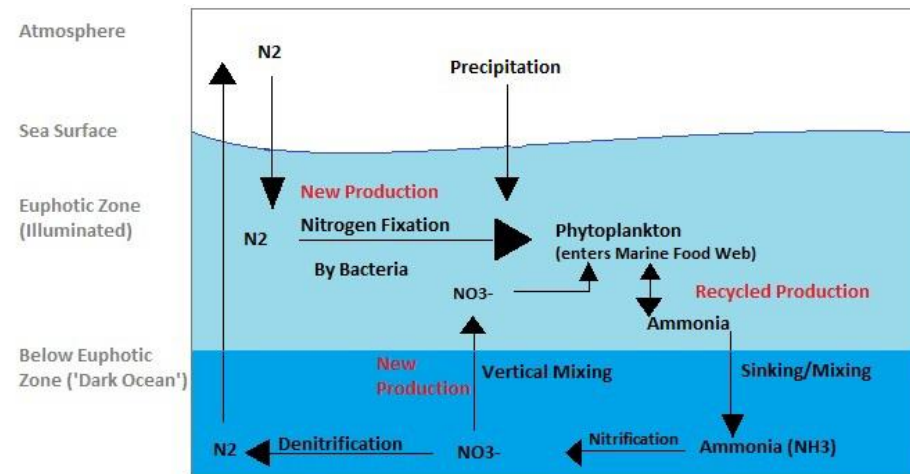 Atmosphere
N2
Precipitation
Sea Surface
Euphotic Zone
(Illuminated)
New Production
N2
Nitrogen Fixation
By Bacteria
Phytoplankton
(enters Marine Food Web)
NO3-
Recycled Production
Ammonia
Below Euphotic
Zone ('Dark Ocean')
New
Production
Vertical Mixing
Sinking/Mixing
N2
Denitrification
NO3-
Nitrification
Ammonia (NH3)